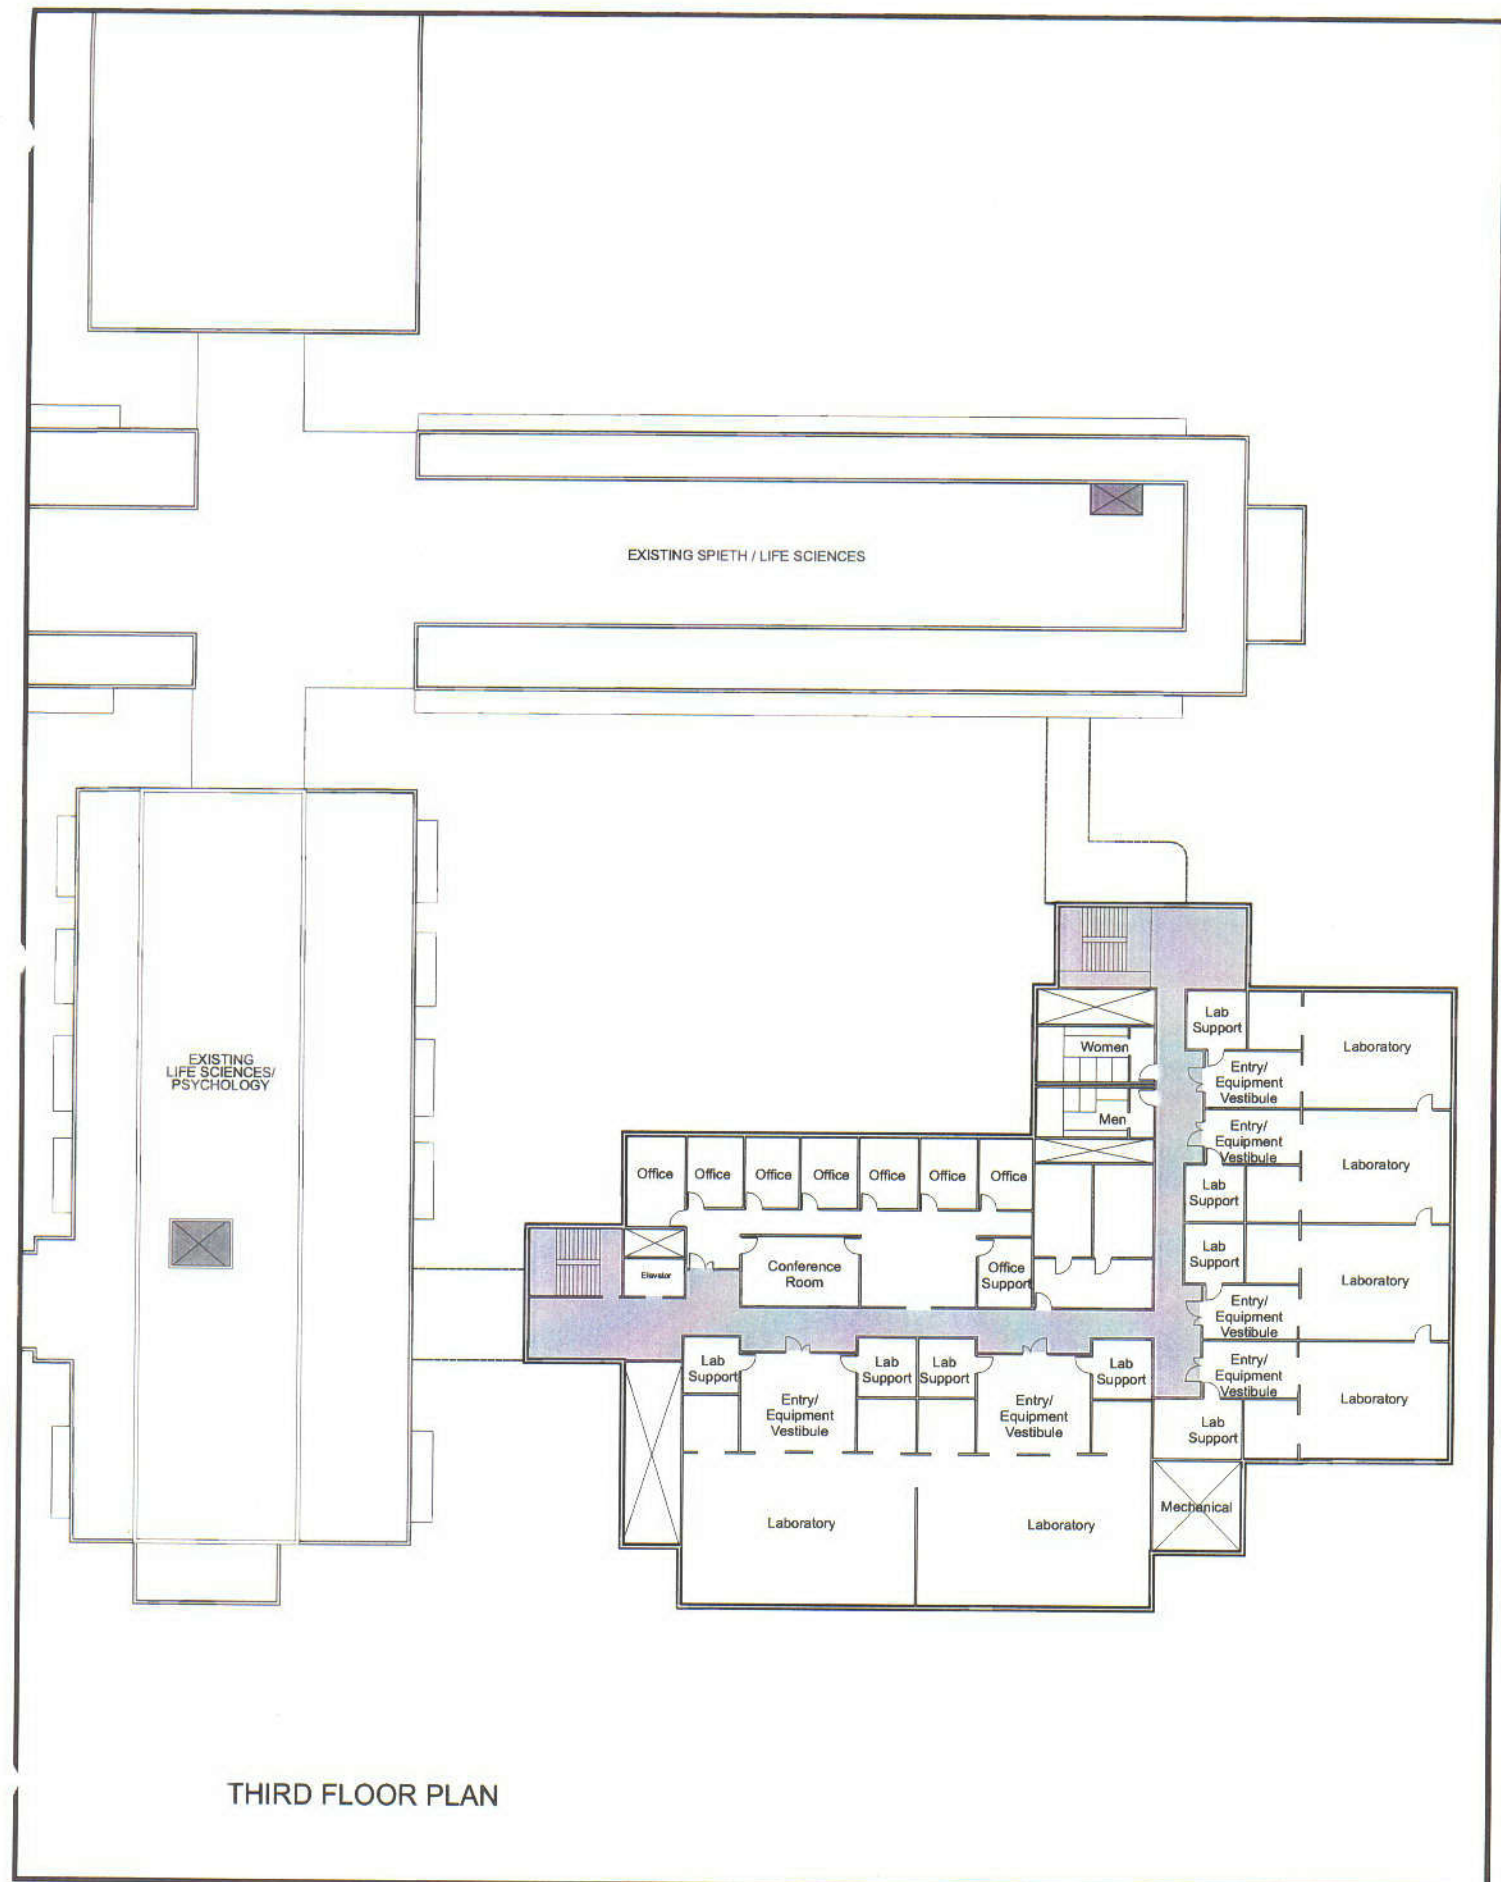 EXISTING SPIETH / LIFE SCIENCES
EXISTING
LIFE SCIENCES/
PSYCHOLOGY
Women
Men
Lab
Support
Laboratory
Entry/
Equipment
Vestibule
Entry/
Equipment
Vestibule
Laboratory
Lab
Support
Lab
Support
Laboratory
Entry/
Equipment
Vestibule
Entry/
Equipment
Vestibule
Laboratory
Lab
Support
Mechanical
Office
Office
Office
Office
Office
Office
Office
Elevator
Conference
Room
Office
Support
Lab
Support
Entry/
Equipment
Vestibule
Lab
Support
Lab
Support
Entry/
Equipment
Vestibule
Lab
Support
Laboratory
Laboratory
THIRD FLOOR PLAN